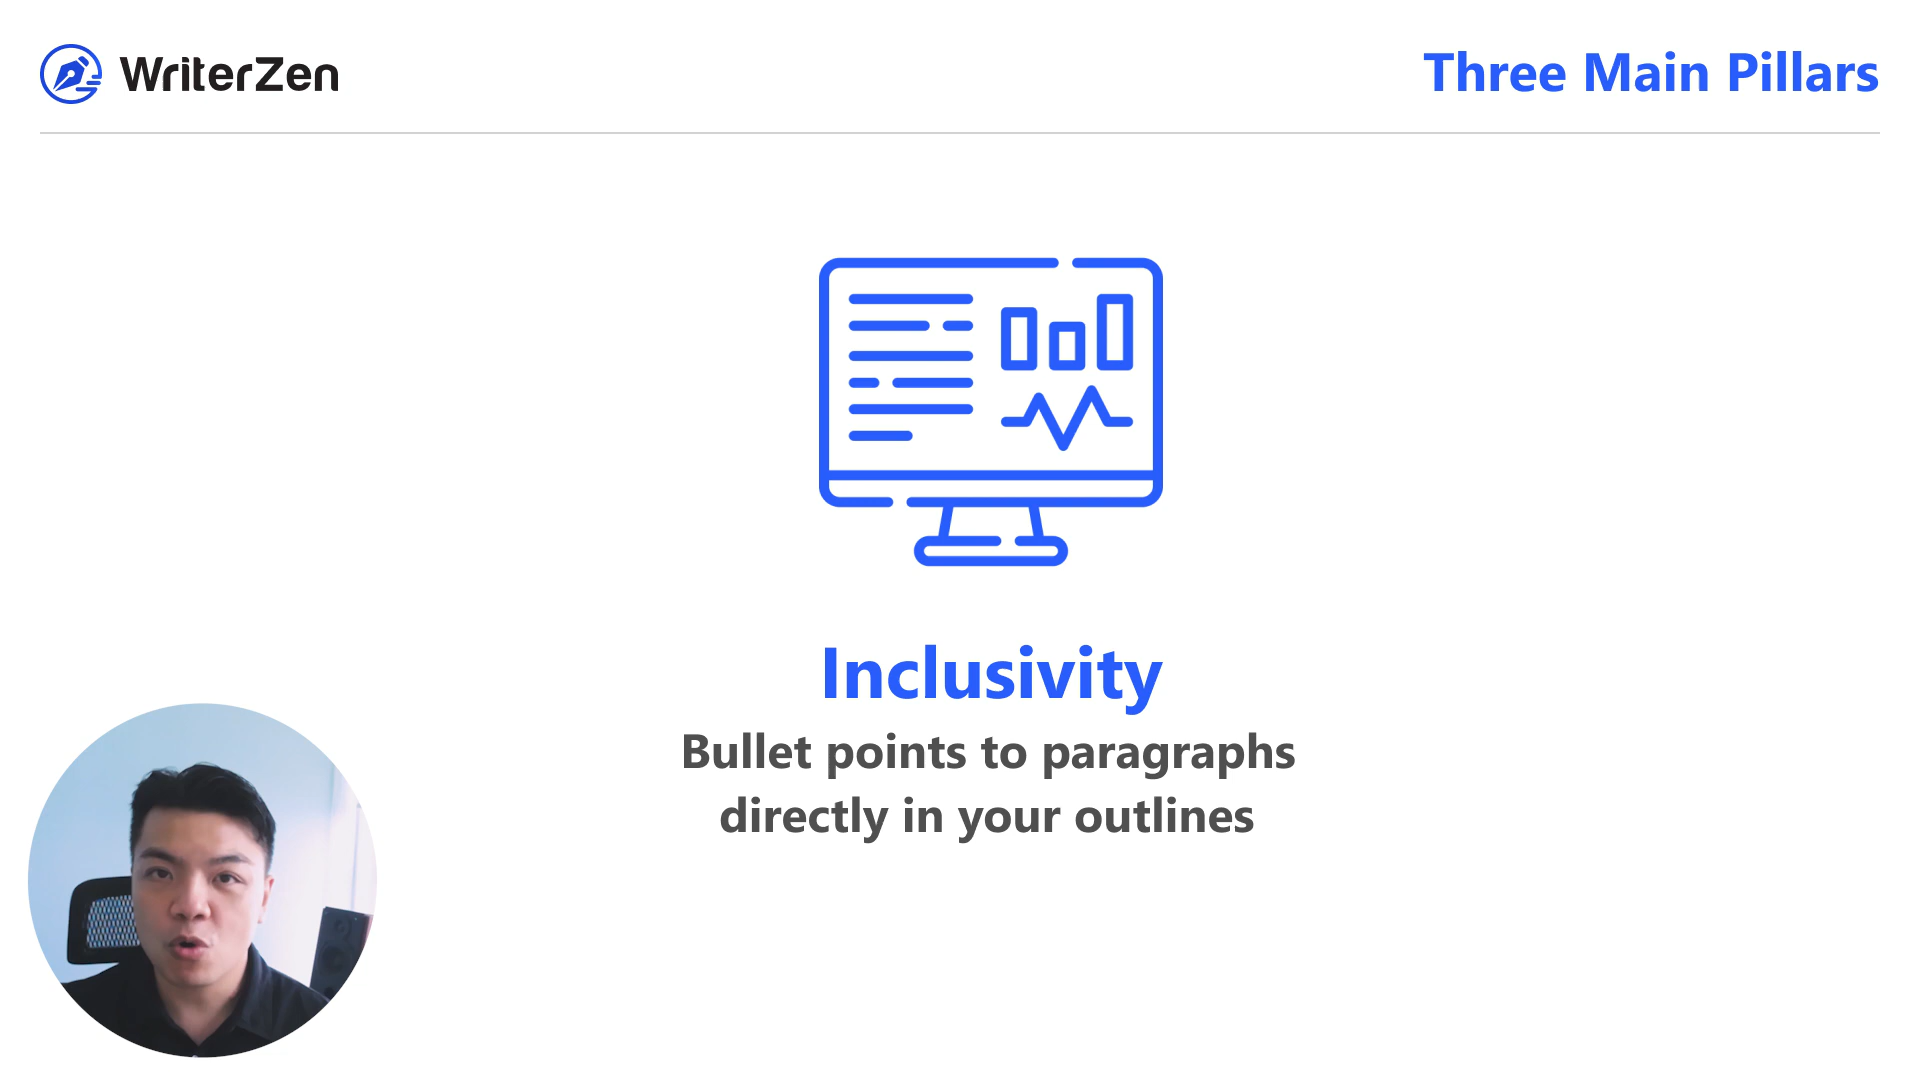 WriterZen
Three Main Pillars
Inclusivity
Bullet points to paragraphs
directly in your outlines